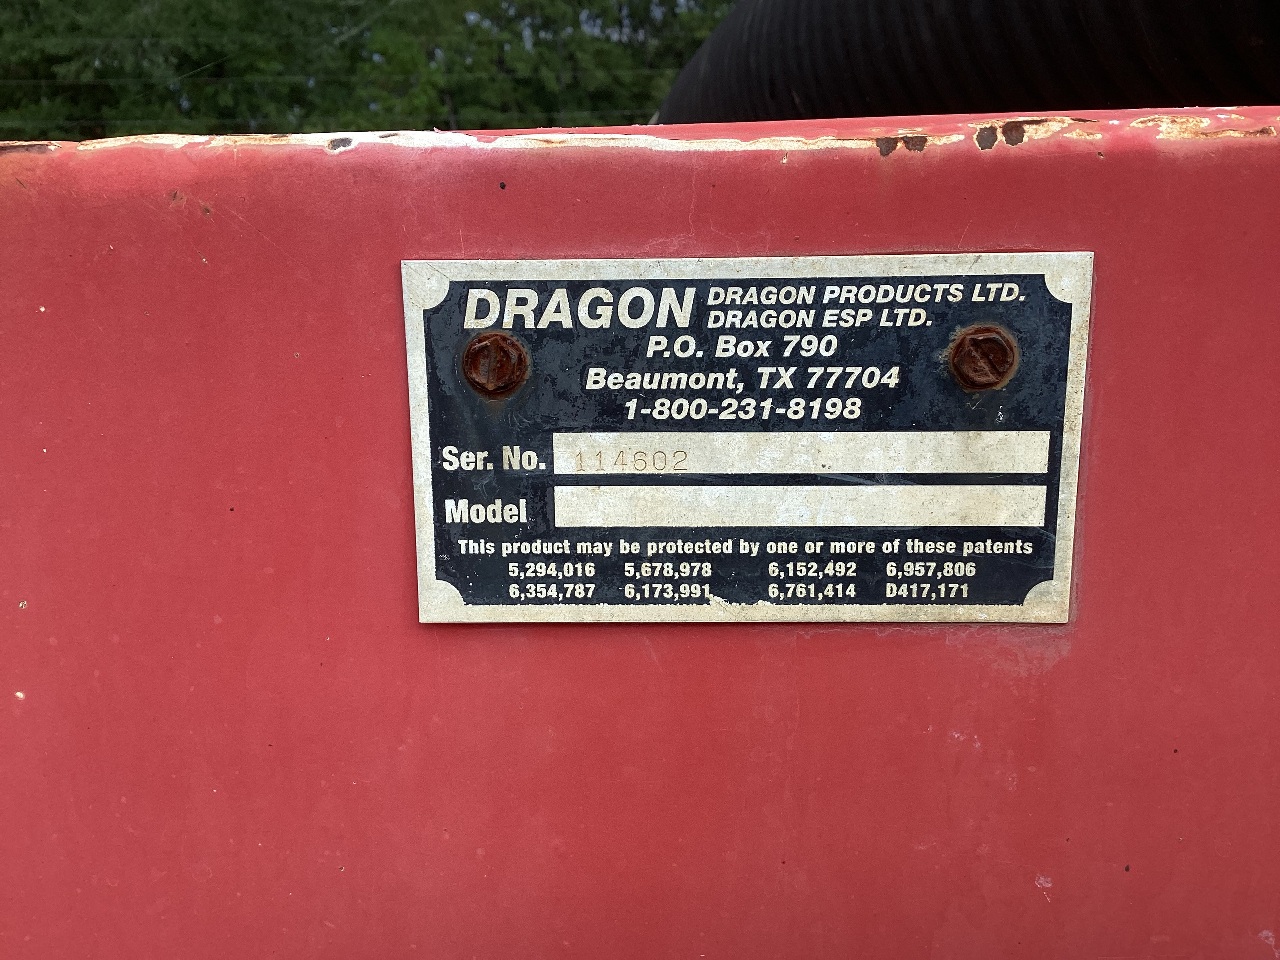 DRAGON DRAGON PRODUCTS LTD.
DRAGON ESP LTD.
P.O. Box 790
Beaumont, TX 77704
1-800-231-8198
Ser. No. 114602
Model
This product may be protected by one or more of these patents
5,294,016 5,678,978 6,152,492 6,957,806
6,354,787 6,173,991 6,761,414 D417,171